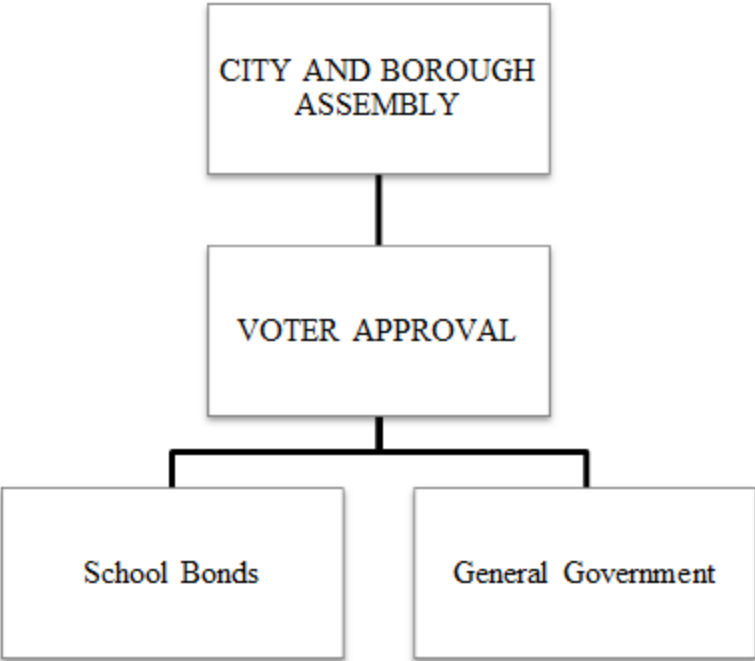 CITY AND BOROUGH
ASSEMBLY
VOTER APPROVAL
School Bonds
General Government